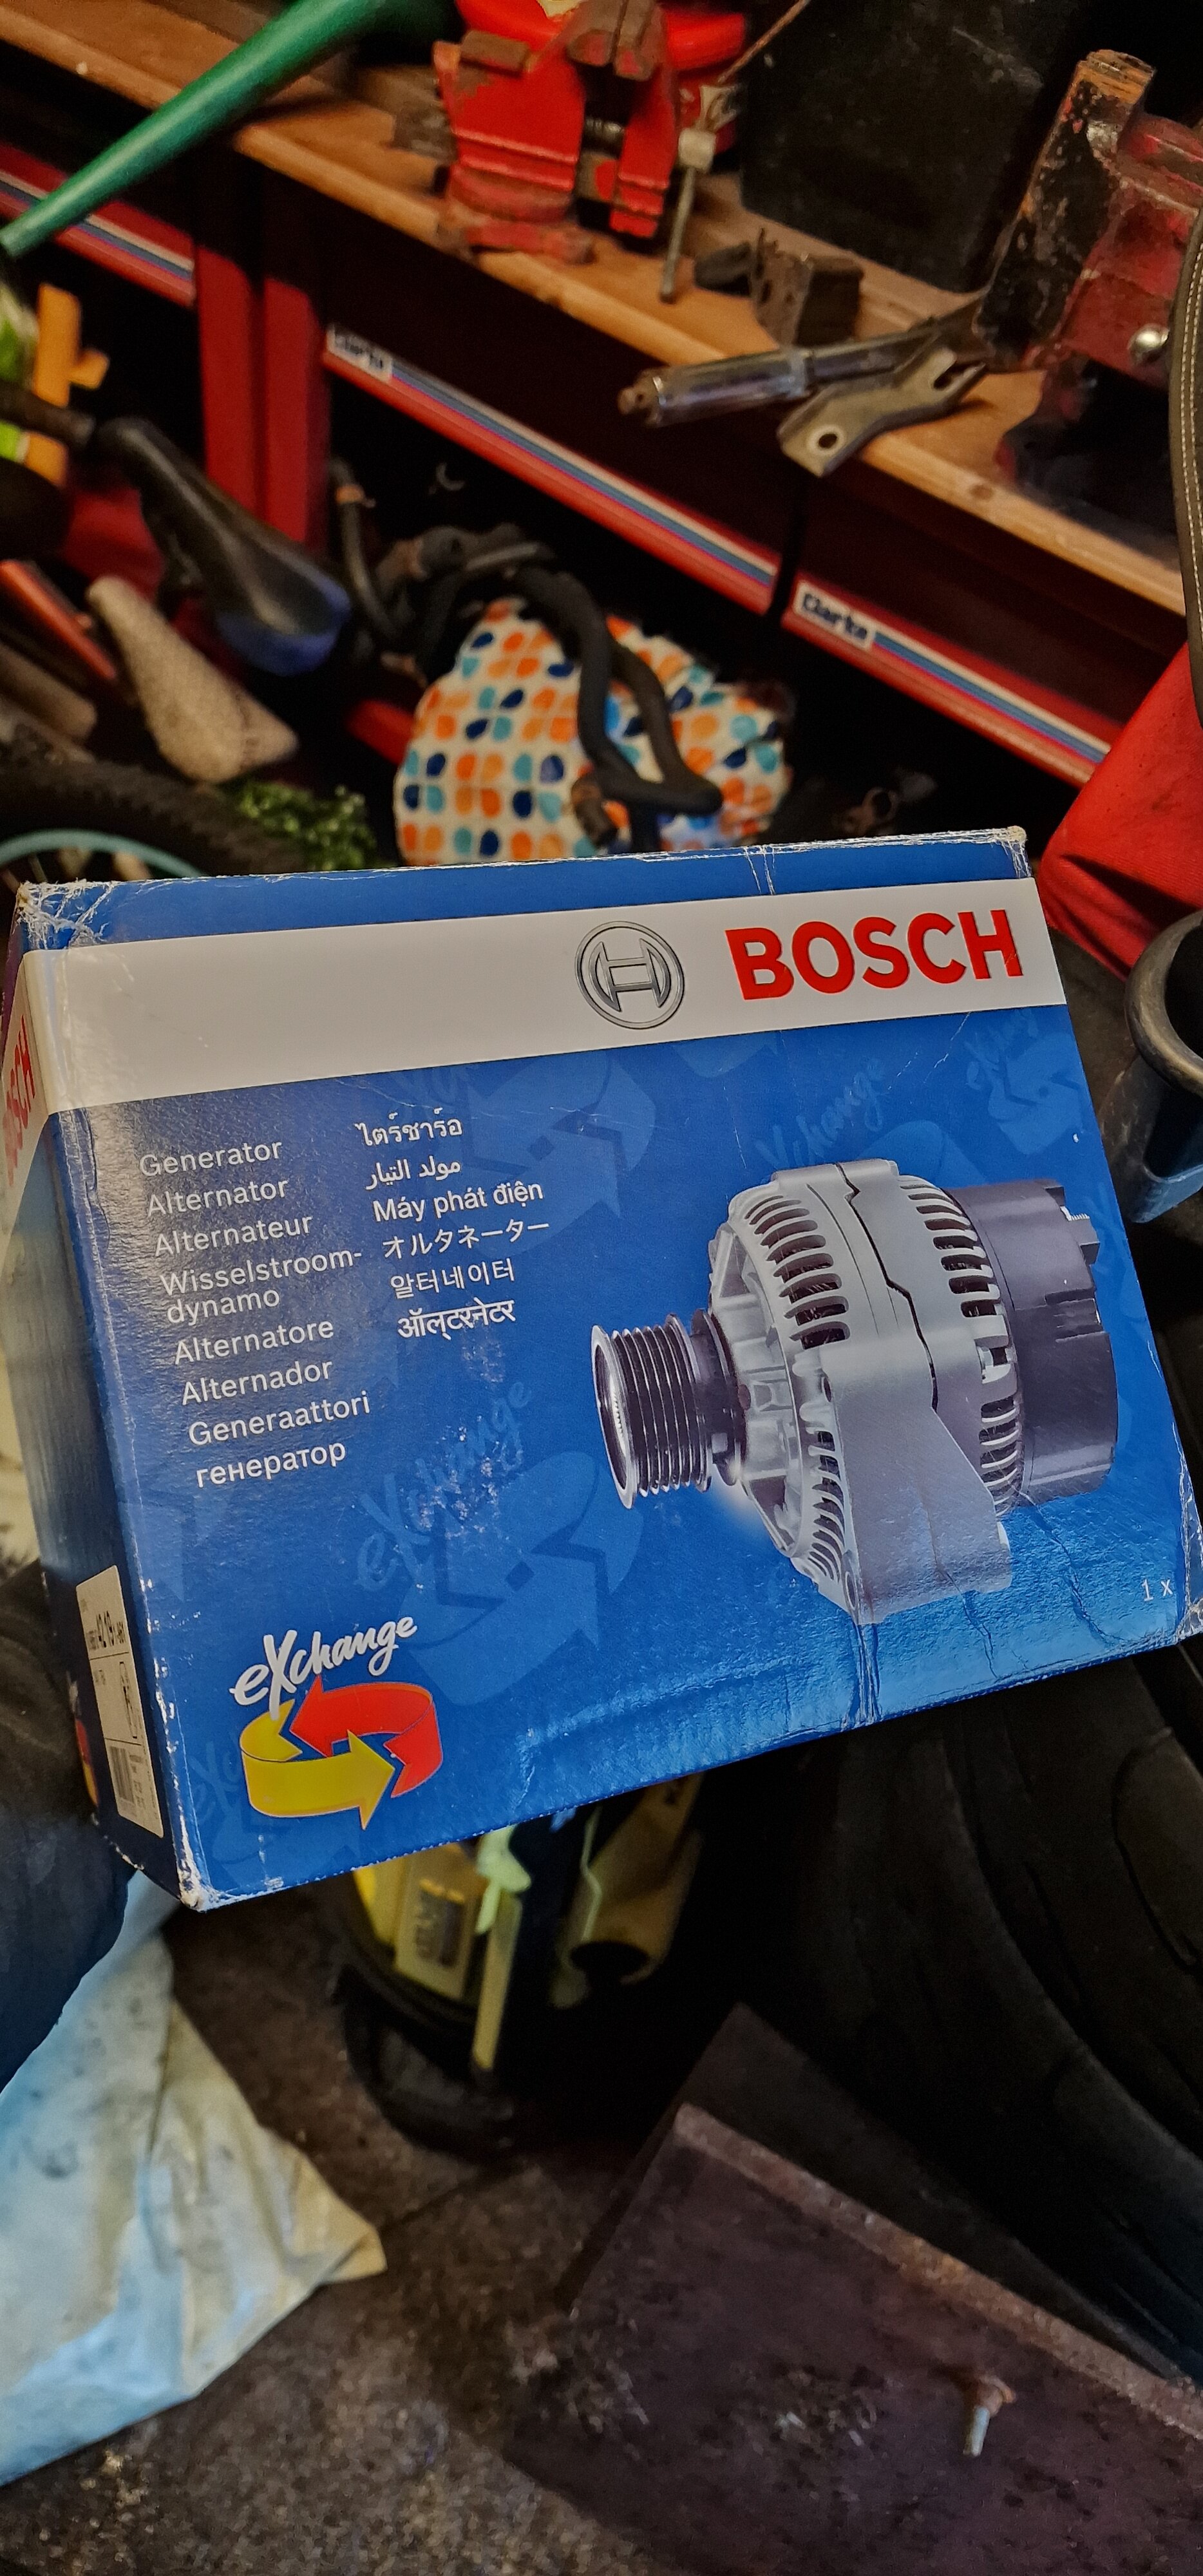 Clarke
Clarke
BOSCH
BOSCH
Generator
Alternator
Alternateur
Wisselstroom-
dynamo
Alternatore
Alternador
Generaattori
генератор
ไดร์ชาร์จ
مولد التيار
Máy phát điện
オルタネーター
알터네이터
ऑल्टरनेटर
eXchange
eXchange
eXchange
1 x